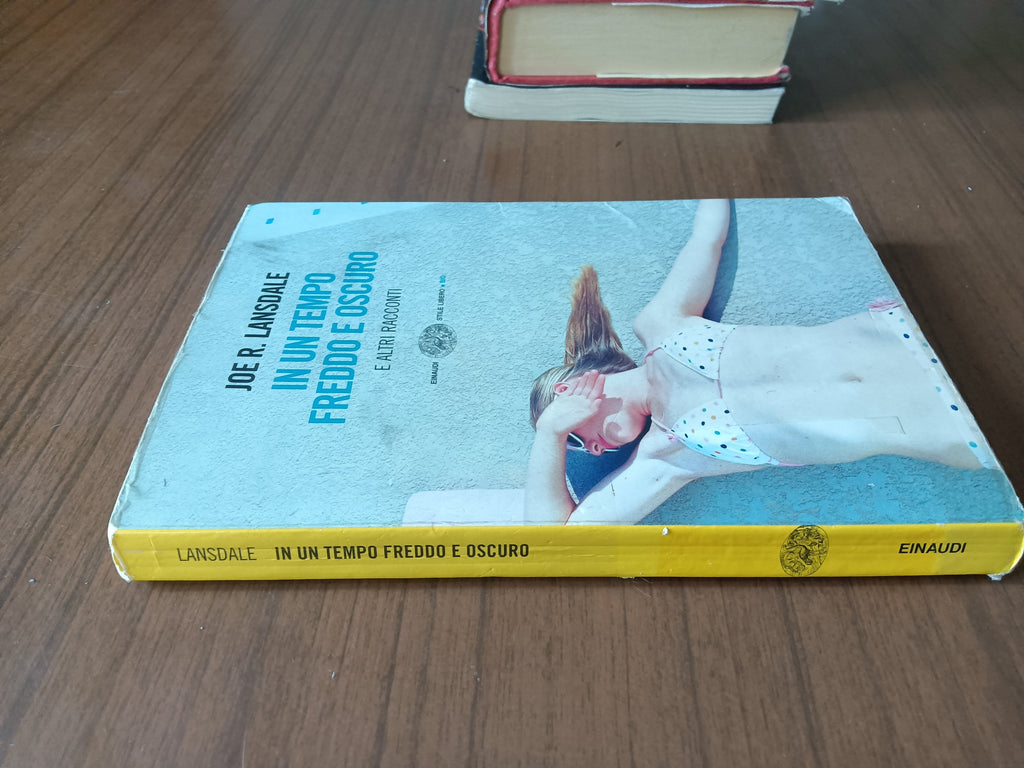 JOE R. LANSDALE
IN UN TEMPO
FREDDO E OSCURO
E ALTRI RACCONTI
EINAUDI STILE LIBERO BIG
LANSDALE IN UN TEMPO FREDDO E OSCURO EINAUDI